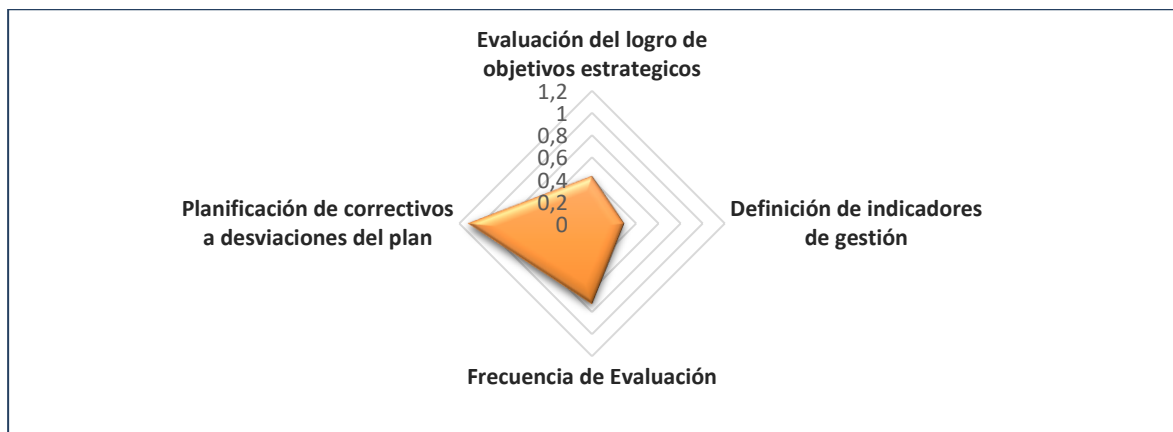 Evaluación del logro de
objetivos estrategicos
1,2
1
0,8
0,6
0,4
0,2
0
Planificación de correctivos
a desviaciones del plan
Definición de indicadores
de gestión
Frecuencia de Evaluación